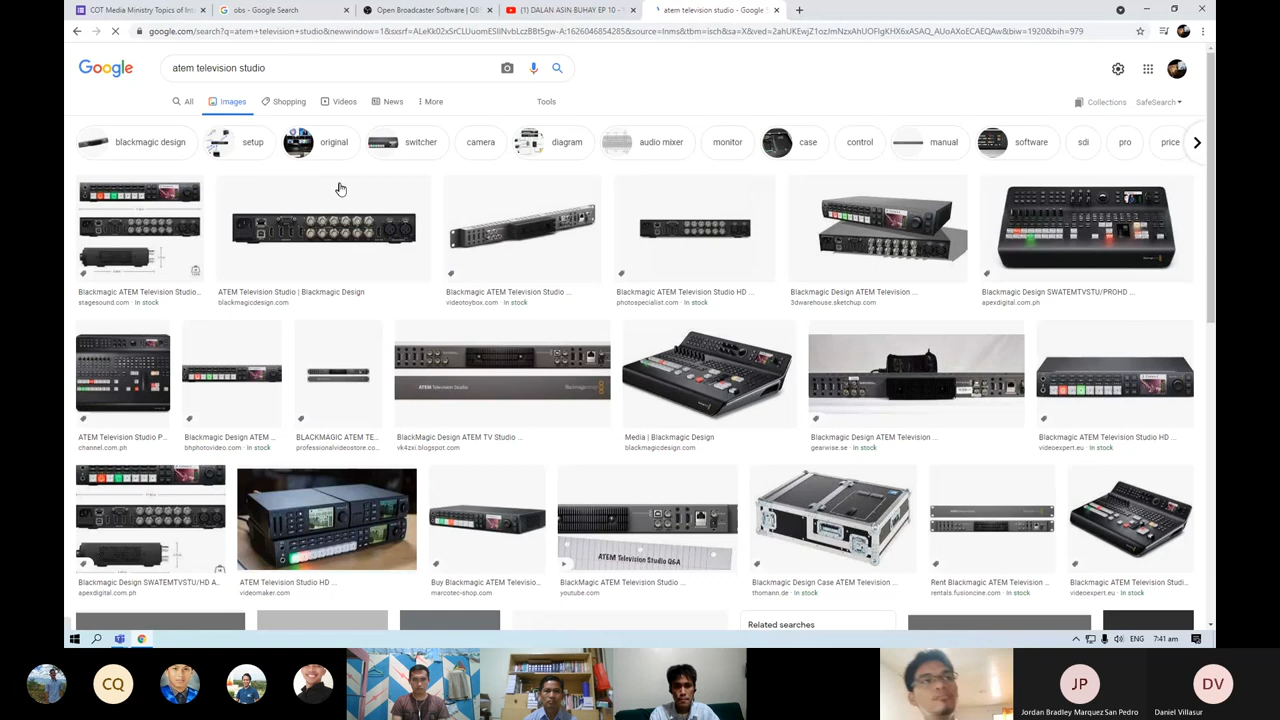 COT Media Ministry Topics of Int
obs - Google Search
Open Broadcaster Software | OBS
(1) DALAN ASIN BUHAY EP 10 - 
atem television studio - Google S
google.com/search?q=atem+television+studio&newwindow=1&sxsrf=ALeKk02xSrCLUuomESIlNvbLczBBt5gw-A:1626046854285&source=lnms&tbm=isch&sa=X&ved=2ahUKEwjZ1ozJmNzxAhUOFIgKHX6xASAQ_AUoAXoECAEQAw&biw=1920&bih=979
Google
atem television studio
All
Images
Shopping
Videos
News
More
Tools
Collections
SafeSearch
blackmagic design
setup
original
switcher
camera
diagram
audio mixer
monitor
case
control
manual
software
sdi
pro
price
Blackmagic ATEM Television Studio...
stagesound.com · In stock
ATEM Television Studio | Blackmagic Design
blackmagicdesign.com
Blackmagic ATEM Television Studio ...
videotoybox.com · In stock
Blackmagic ATEM Television Studio HD ...
photospecialist.com · In stock
Blackmagic Design ATEM Television ...
3dwarehouse.sketchup.com
Blackmagic Design SWATEMTVSTU/PROHD ...
apexdigital.com.ph
ATEM Television Studio
ATEM Television Studio P...
channel.com.ph
Blackmagic Design ATEM ...
bhphotovideo.com · In stock
BLACKMAGIC ATEM TE...
professionalvideostore.co...
BlackMagic Design ATEM TV Studio ...
vk4zxi.blogspot.com
Media | Blackmagic Design
blackmagicdesign.com
Blackmagic Design ATEM Television ...
gearwise.se · In stock
Blackmagic ATEM Television Studio HD ...
videoexpert.eu · In stock
ATEM Television Studio Q&A
Blackmagic Design SWATEMTVSTU/HD A...
apexdigital.com.ph
ATEM Television Studio HD ...
videomaker.com
Buy Blackmagic ATEM Televisio...
marcotec-shop.com
BlackMagic ATEM Television Studio ...
youtube.com
Blackmagic Design Case ATEM Television ...
thomann.de · In stock
Rent Blackmagic ATEM Television ...
rentals.fusioncine.com · In stock
Blackmagic ATEM Television Studi...
videoexpert.eu · In stock
Related searches
ENG
7:41 am
CQ
JP
DV
Jordan Bradley Marquez San Pedro
Daniel Villasur